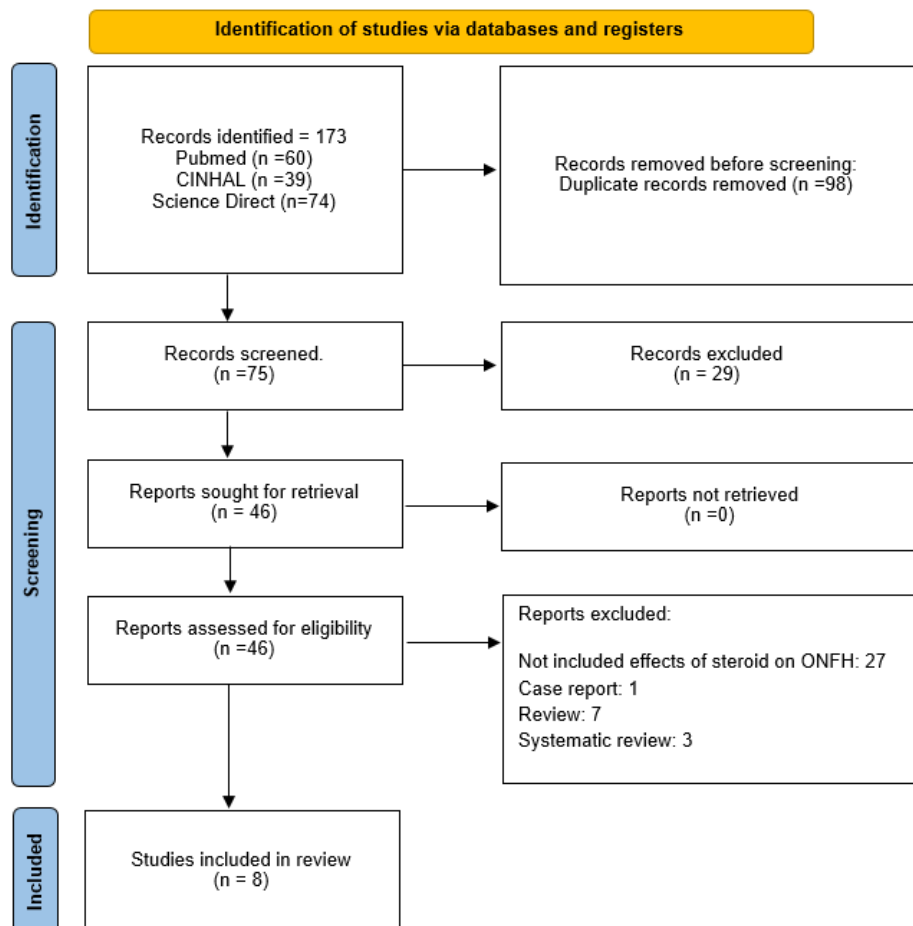 Identification of studies via databases and registers
Identification
Records identified = 173
Pubmed (n =60)
CINHAL (n =39)
Science Direct (n=74)
Records removed before screening:
Duplicate records removed (n =98)
Screening
Records screened.
(n =75)
Records excluded
(n = 29)
Reports sought for retrieval
(n = 46)
Reports not retrieved
(n =0)
Reports assessed for eligibility
(n =46)
Reports excluded:
Not included effects of steroid on ONFH: 27
Case report: 1
Review: 7
Systematic review: 3
Included
Studies included in review
(n = 8)